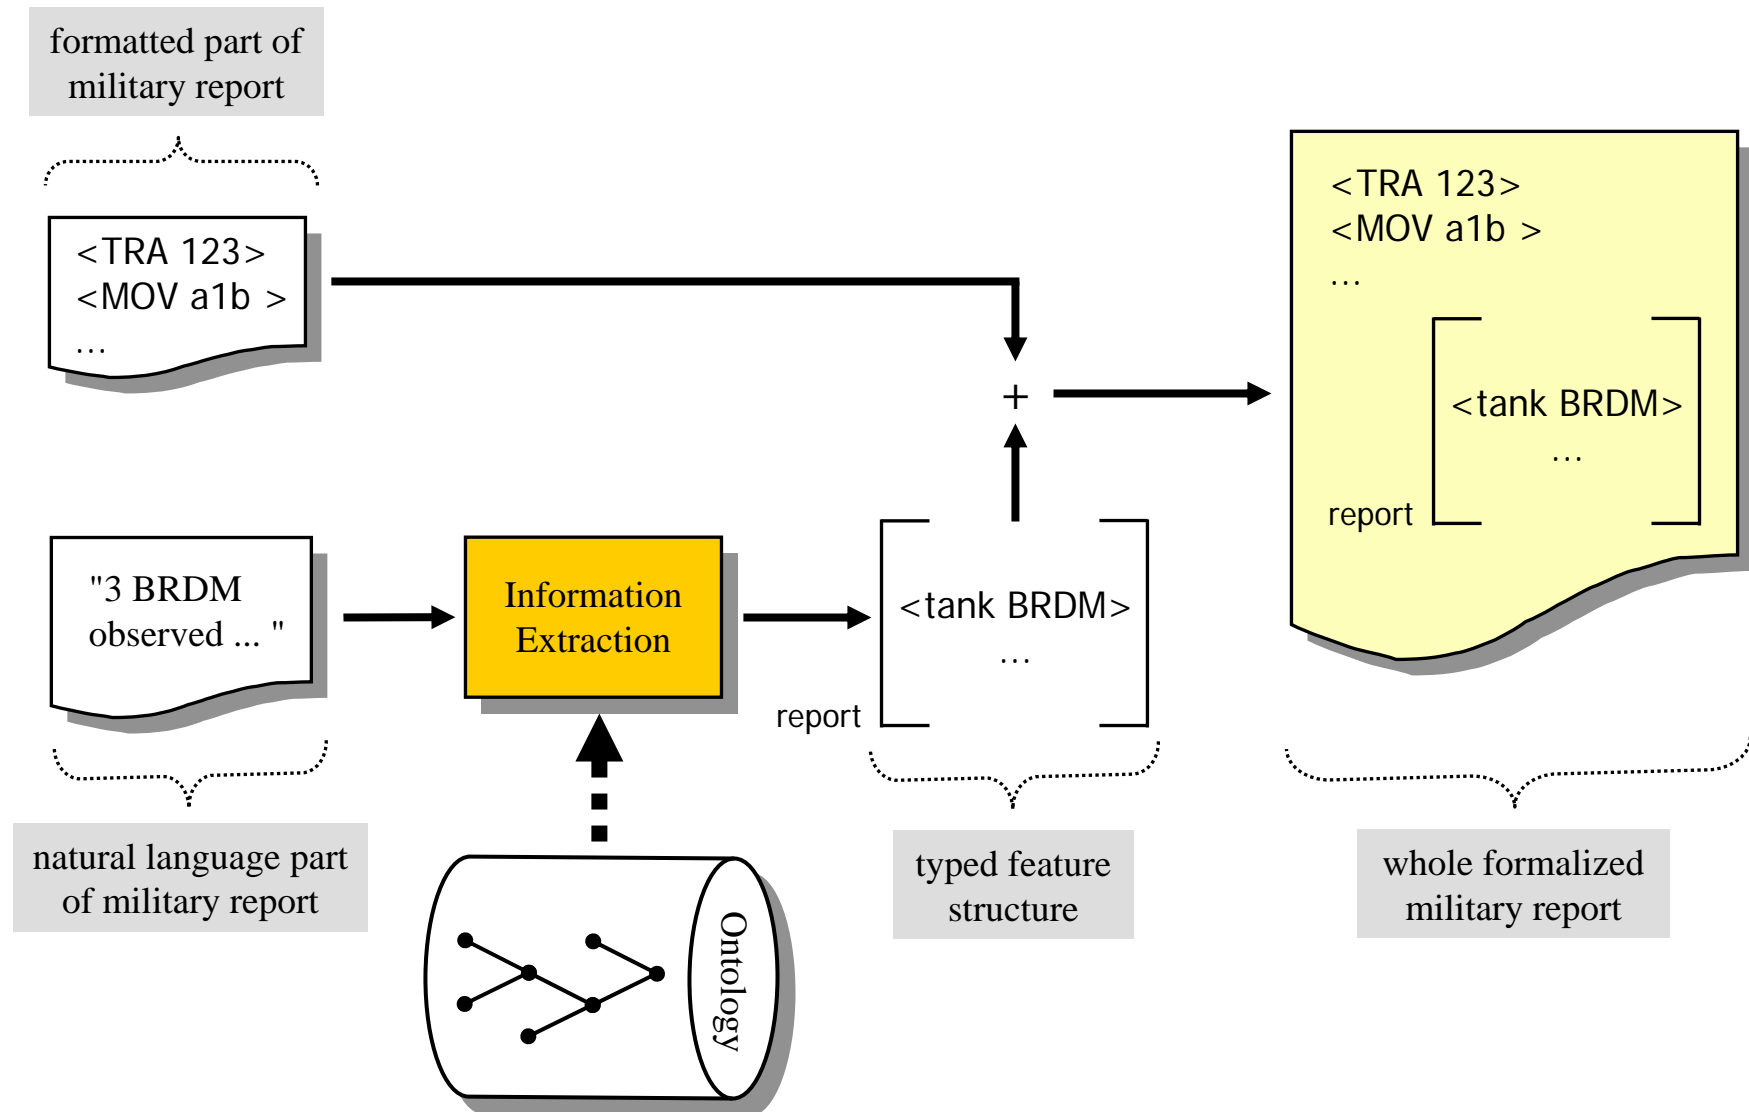 formatted part of
military report
<TRA 123>
<MOV a1b >
...
<TRA 123>
<MOV a1b >
...
<tank BRDM>
...
report
+
"3 BRDM
observed ... "
Information
Extraction
<tank BRDM>
...
report
natural language part
of military report
Ontology
typed feature
structure
whole formalized
military report